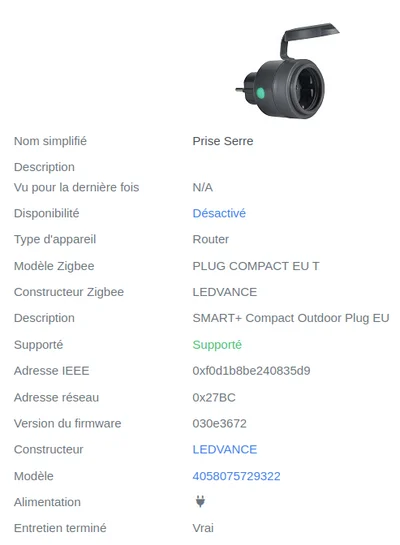 Nom simplifié Prise Serre
Description
Vu pour la dernière fois N/A
Disponibilité Désactivé
Type d'appareil Router
Modèle Zigbee PLUG COMPACT EU T
Constructeur Zigbee LEDVANCE
Description SMART+ Compact Outdoor Plug EU
Supporté Supporté
Adresse IEEE 0xf0d1b8be240835d9
Adresse réseau 0x27BC
Version du firmware 030e3672
Constructeur LEDVANCE
Modèle 4058075729322
Alimentation
Entretien terminé Vrai